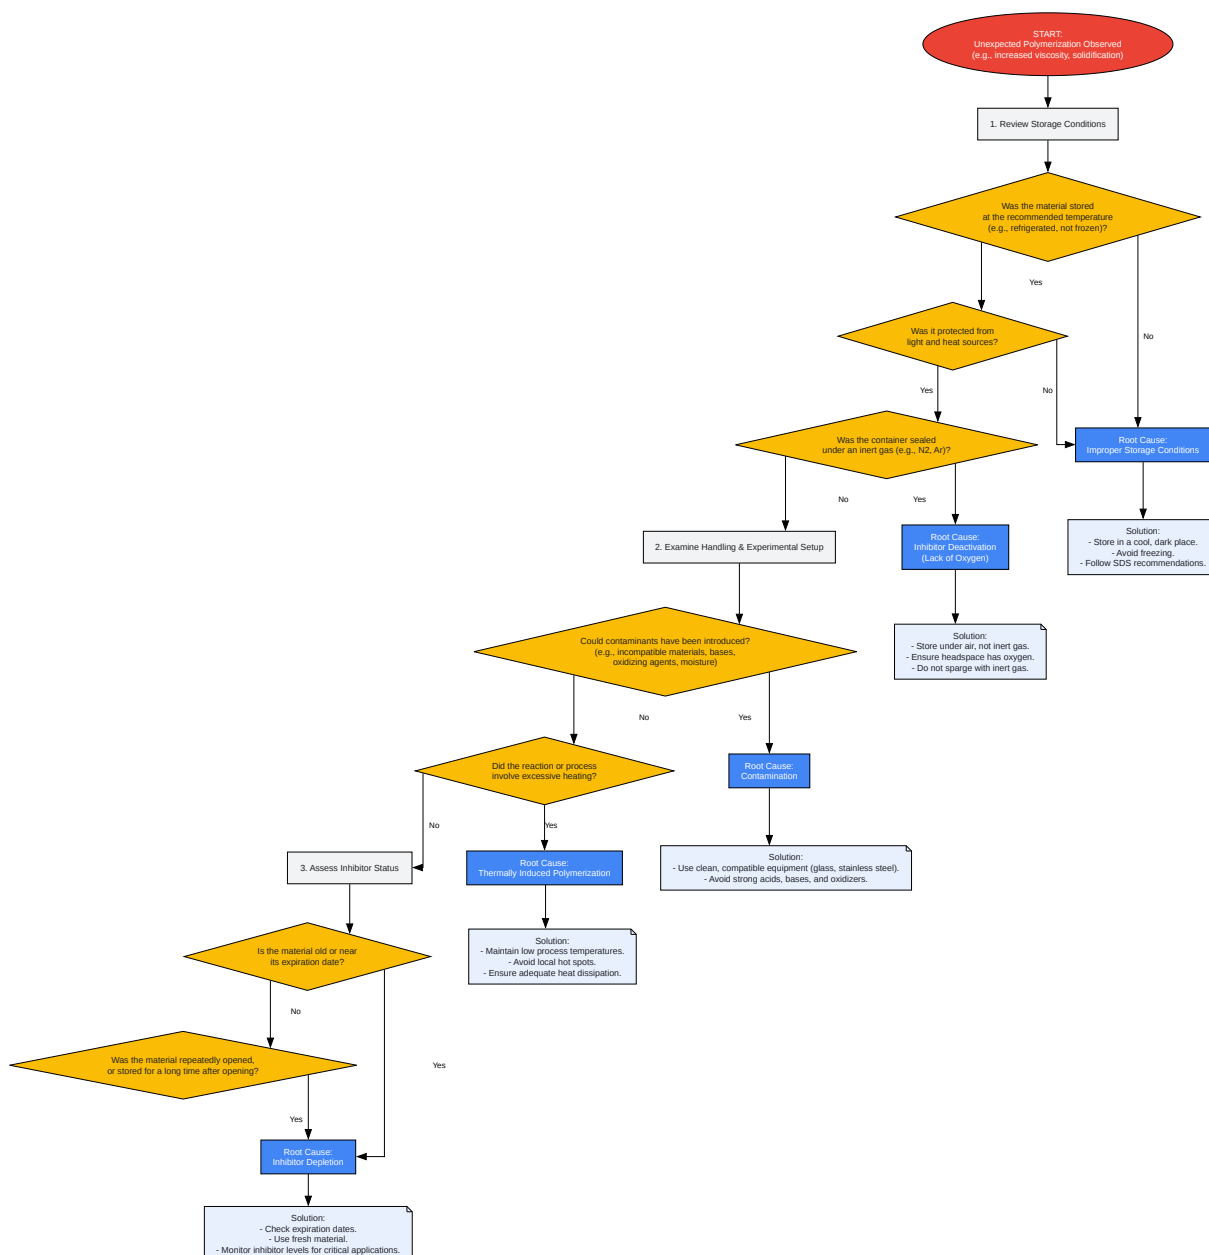 START:
Unexpected Polymerization Observed
(e.g., increased viscosity, solidification)
1. Review Storage Conditions
Was the material stored
at the recommended temperature
(e.g., refrigerated, not frozen)?
Yes
No
Was it protected from
light and heat sources?
Yes
No
Was the container sealed
under an inert gas (e.g., N2, Ar)?
Root Cause:
Improper Storage Conditions
No
Yes
Solution:
- Store in a cool, dark place.
- Avoid freezing.
- Follow SDS recommendations.
2. Examine Handling & Experimental Setup
Root Cause:
Inhibitor Deactivation
(Lack of Oxygen)
Could contaminants have been introduced?
(e.g., incompatible materials, bases,
oxidizing agents, moisture)
Solution:
- Store under air, not inert gas.
- Ensure headspace has oxygen.
- Do not sparge with inert gas.
No
Yes
Did the reaction or process
involve excessive heating?
Root Cause:
Contamination
No
Yes
3. Assess Inhibitor Status
Root Cause:
Thermally Induced Polymerization
Solution:
- Use clean, compatible equipment (glass, stainless steel).
- Avoid strong acids, bases, and oxidizers.
Is the material old or near
its expiration date?
Solution:
- Maintain low process temperatures.
- Avoid local hot spots.
- Ensure adequate heat dissipation.
No
Yes
Was the material repeatedly opened,
or stored for a long time after opening?
Yes
Root Cause:
Inhibitor Depletion
Solution:
- Check expiration dates.
- Use fresh material.
- Monitor inhibitor levels for critical applications.